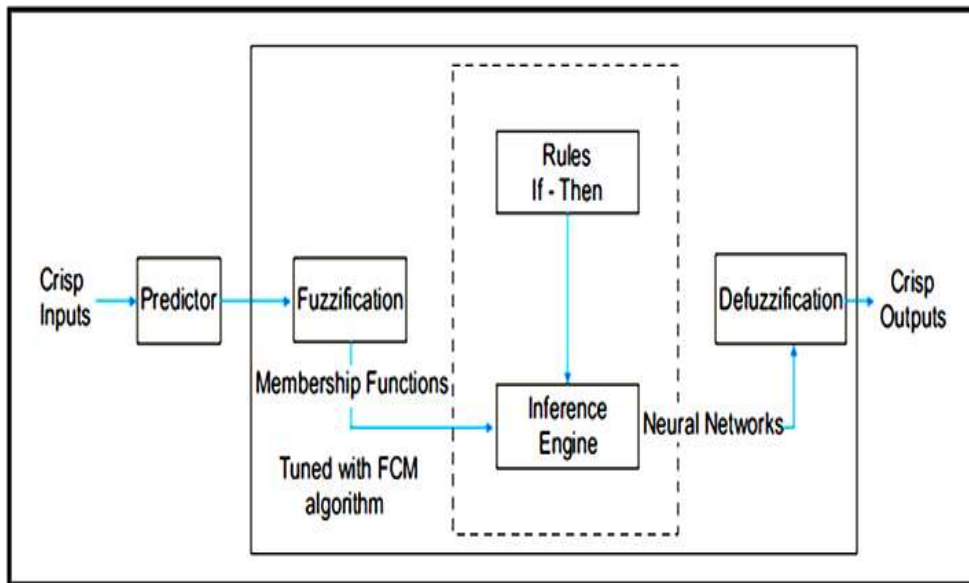 Rules
If - Then
Crisp
Inputs
Predictor
Fuzzification
Defuzzification
Crisp
Outputs
Membership Functions
Inference
Engine
Neural Networks
Tuned with FCM
algorithm